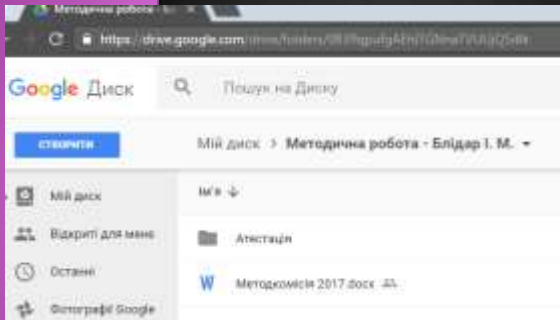 Методична робота - 
https://drive.google.com
Google Диск
Пошук на Диску
СТВОРИТИ
Мій диск > Методична робота - Блідар І. М.
Мій диск
Ім'я
Відкриті для мене
Атестація
Останні
Методкомісія 2017.docx
Фотографії Google